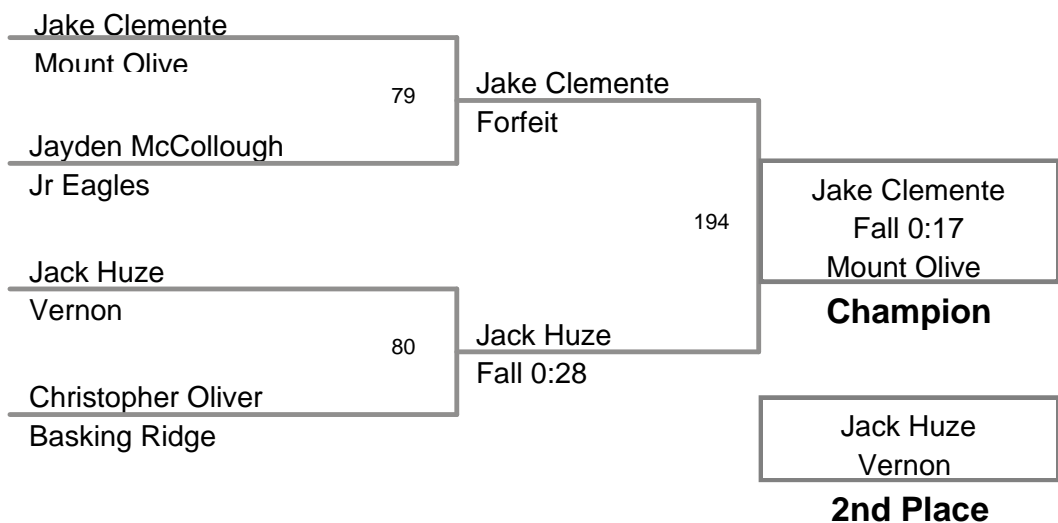 Jake Clemente
Mount Olive
79
Jayden McCollough
Jr Eagles
Jake Clemente
Forfeit
Jack Huze
Vernon
80
Christopher Oliver
Basking Ridge
Jack Huze
Fall 0:28
194
Jake Clemente
Fall 0:17
Mount Olive
Champion
Jack Huze
Vernon
2nd Place